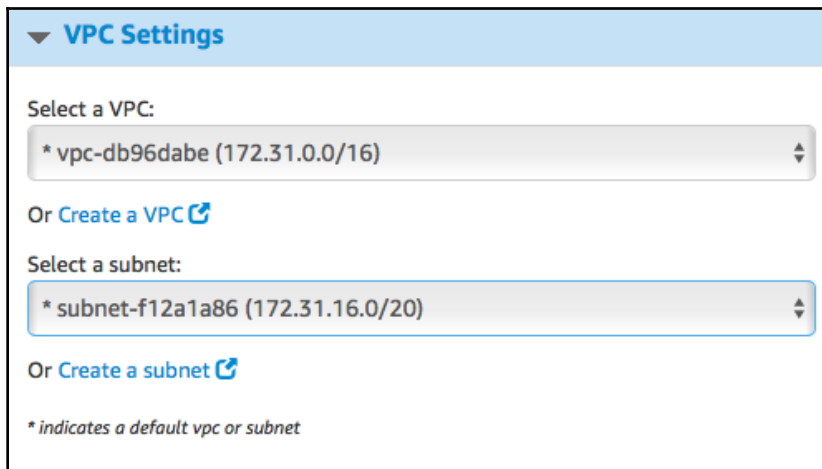 VPC Settings
Select a VPC:
* vpc-db96dabe (172.31.0.0/16)
Or Create a VPC
Select a subnet:
* subnet-f12a1a86 (172.31.16.0/20)
Or Create a subnet
* indicates a default vpc or subnet